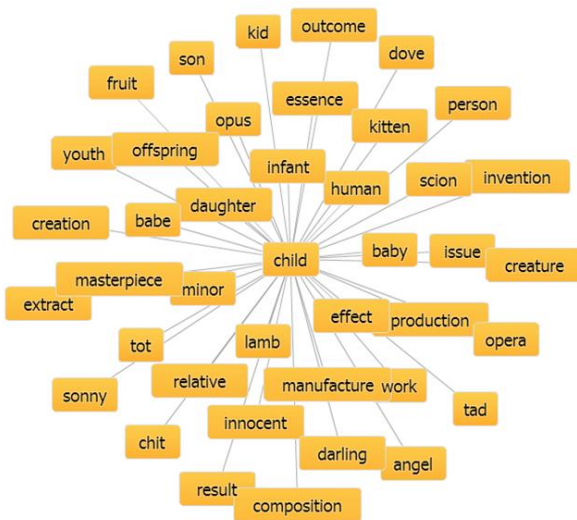 kid
outcome
son
dove
fruit
essence
person
opus
kitten
youth
offspring
infant
human
scion
invention
daughter
creation
babe
child
baby
issue
creature
masterpiece
minor
extract
effect
production
tot
lamb
opera
sonny
relative
manufacture
work
tad
chit
innocent
darling
angel
result
composition